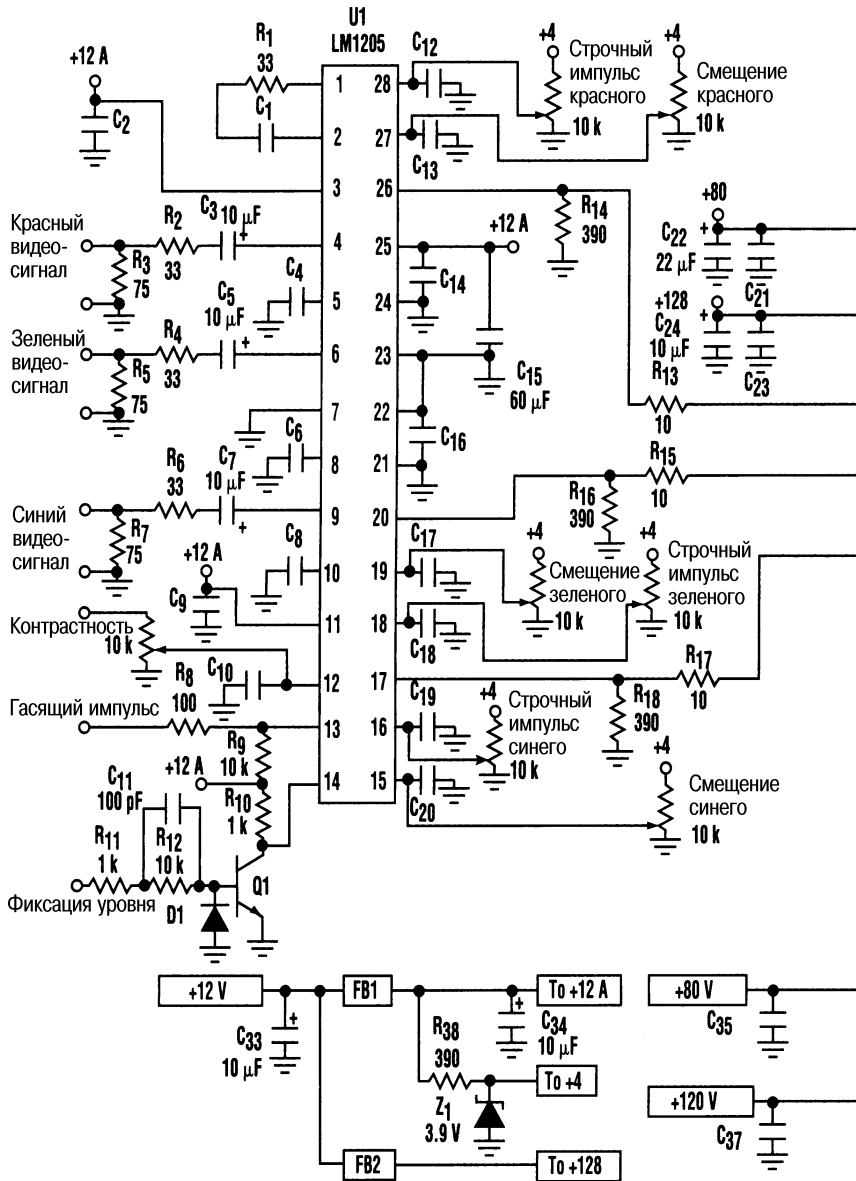 U1
LM1205
+12 A
C2
R1
33
C1
1
2
3
4
5
6
7
8
9
10
11
12
13
14
28
27
26
25
24
23
22
21
20
19
18
17
16
15
C12
C13
+4
Строчный
импульс
красного
10 k
+4
Смещение
красного
10 k
Красный
видео-
сигнал
R3
75
R2
33
C3
10 µF
+
C4
Зеленый
видео-
сигнал
R5
75
R4
33
C5
10 µF
+
C6
Синий
видео-
сигнал
R7
75
R6
33
C7
10 µF
+
C8
+12 A
C9
Контрастность
10 k
C10
Гасящий импульс
R8
100
R9
10 k
+12 A
R10
1 k
C11
100 pF
R11
1 k
R12
10 k
Фиксация уровня
D1
Q1
R14
390
+12 A
C14
C15
60 µF
C16
+80
+
C22
22 µF
C21
+128
+
C24
10 µF
C23
R13
10
R15
10
R16
390
C17
C18
+4
Смещение
зеленого
10 k
+4
Строчный
импульс
зеленого
10 k
R17
10
R18
390
C19
C20
+4
Строчный
импульс
синего
10 k
+4
Смещение
синего
10 k
+12 V
C33
10 µF
+
FB1
R38
390
Z1
3.9 V
+
C34
10 µF
To +12 A
To +4
FB2
To +128
+80 V
C35
+120 V
C37